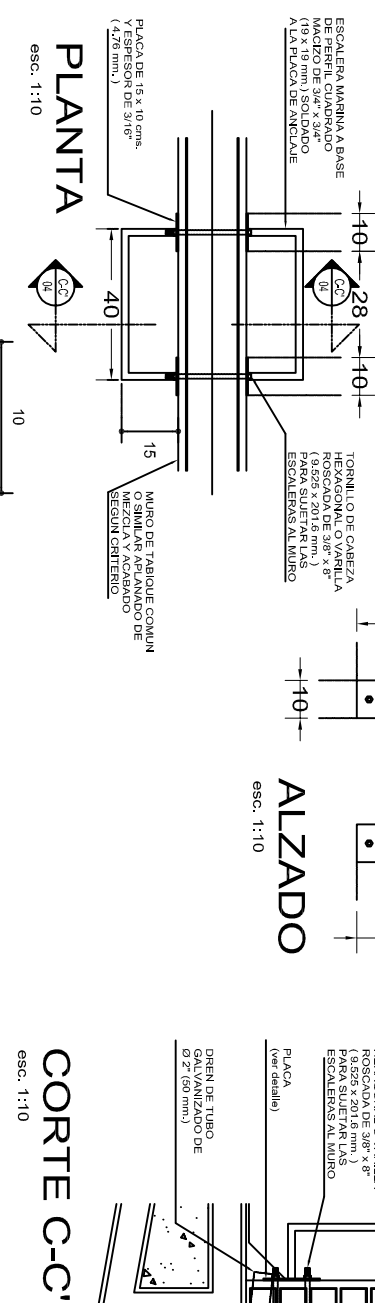 ESCALERA MARINA A BASE
DE PERFIL CUADRADO
MACIZO DE 3/4" x 3/4"
(19 x 19 mm.) SOLDADO
A LA PLACA DE ANCLAJE
10
28
10
C-C'
04
TORNILLO DE CABEZA
HEXAGONAL O VARILLA
ROSCADA DE 3/8" x 8"
( 9.525 x 201.6 mm. )
PARA SUJETAR LAS
ESCALERAS AL MURO
PLACA DE 15 x 10 cms.
Y ESPESOR DE 3/16"
( 4.76 mm. )
40
15
C-C'
04
MURO DE TABIQUE COMUN
O SIMILAR APLANADO DE
MEZCLA Y ACABADO
SEGUN CRITERIO
PLANTA
esc. 1:10
10
10
ALZADO
esc. 1:10
ROSCADA DE 3/8" x 8"
( 9.525 x 201.6 mm. )
PARA SUJETAR LAS
ESCALERAS AL MURO
PLACA
(ver detalle)
DREN DE TUBO
GALVANIZADO DE
Ø 2" (50 mm.)
CORTE C-C'
esc. 1:10